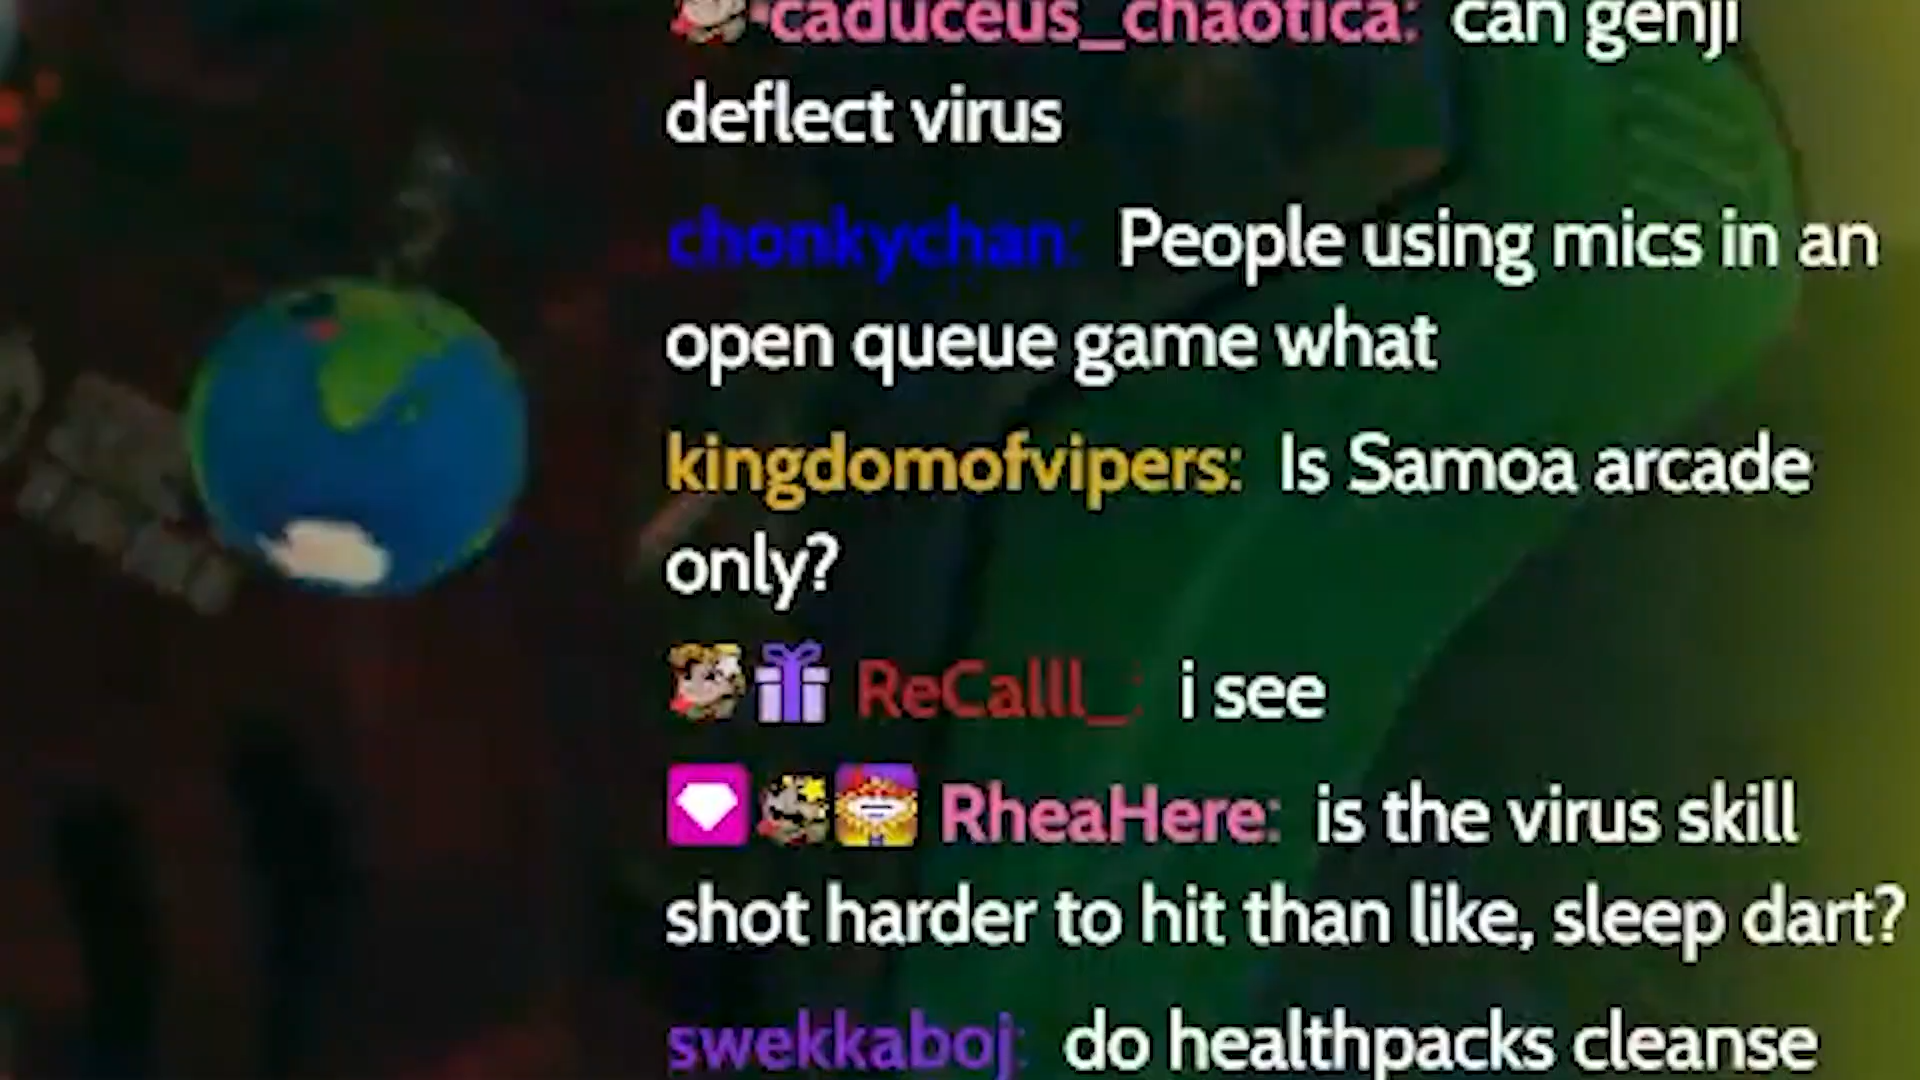 caduceus_chaotica: can genji
deflect virus
chonkychan: People using mics in an
open queue game what
kingdomofvipers: Is Samoa arcade
only?
ReCalll_: i see
RheaHere: is the virus skill
shot harder to hit than like, sleep dart?
swekkaboj: do healthpacks cleanse